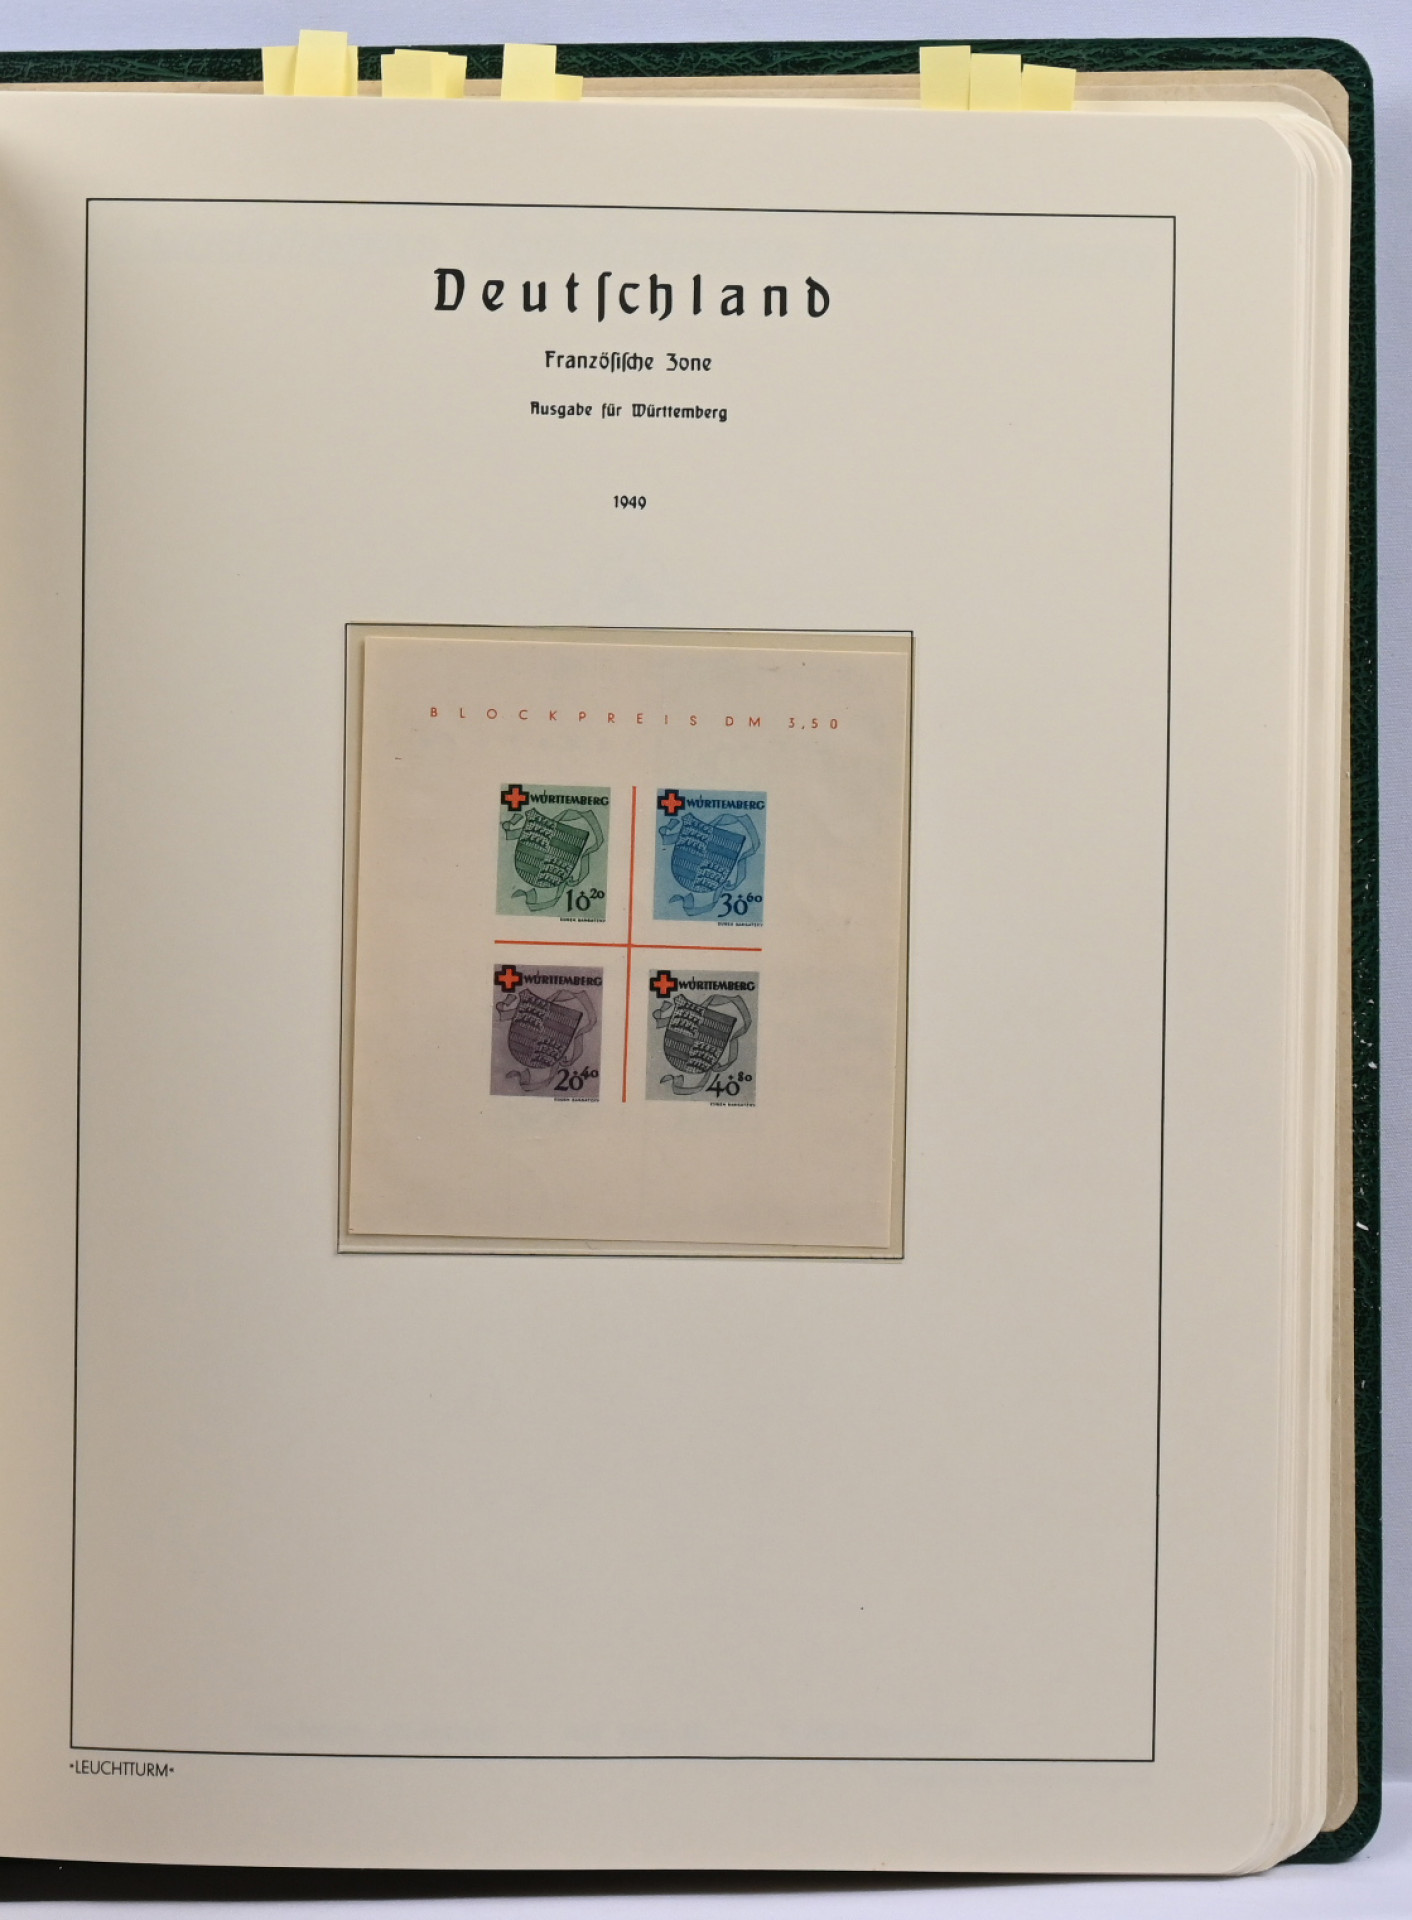 Deutſchland
Franzöſiſche Zone
Ausgabe für Württemberg
1949
BLOCKPREIS DM 3,50
WÜRTTEMBERG
10+20
WÜRTTEMBERG
30+60
WÜRTTEMBERG
20+40
WÜRTTEMBERG
40+80
•LEUCHTTURM•